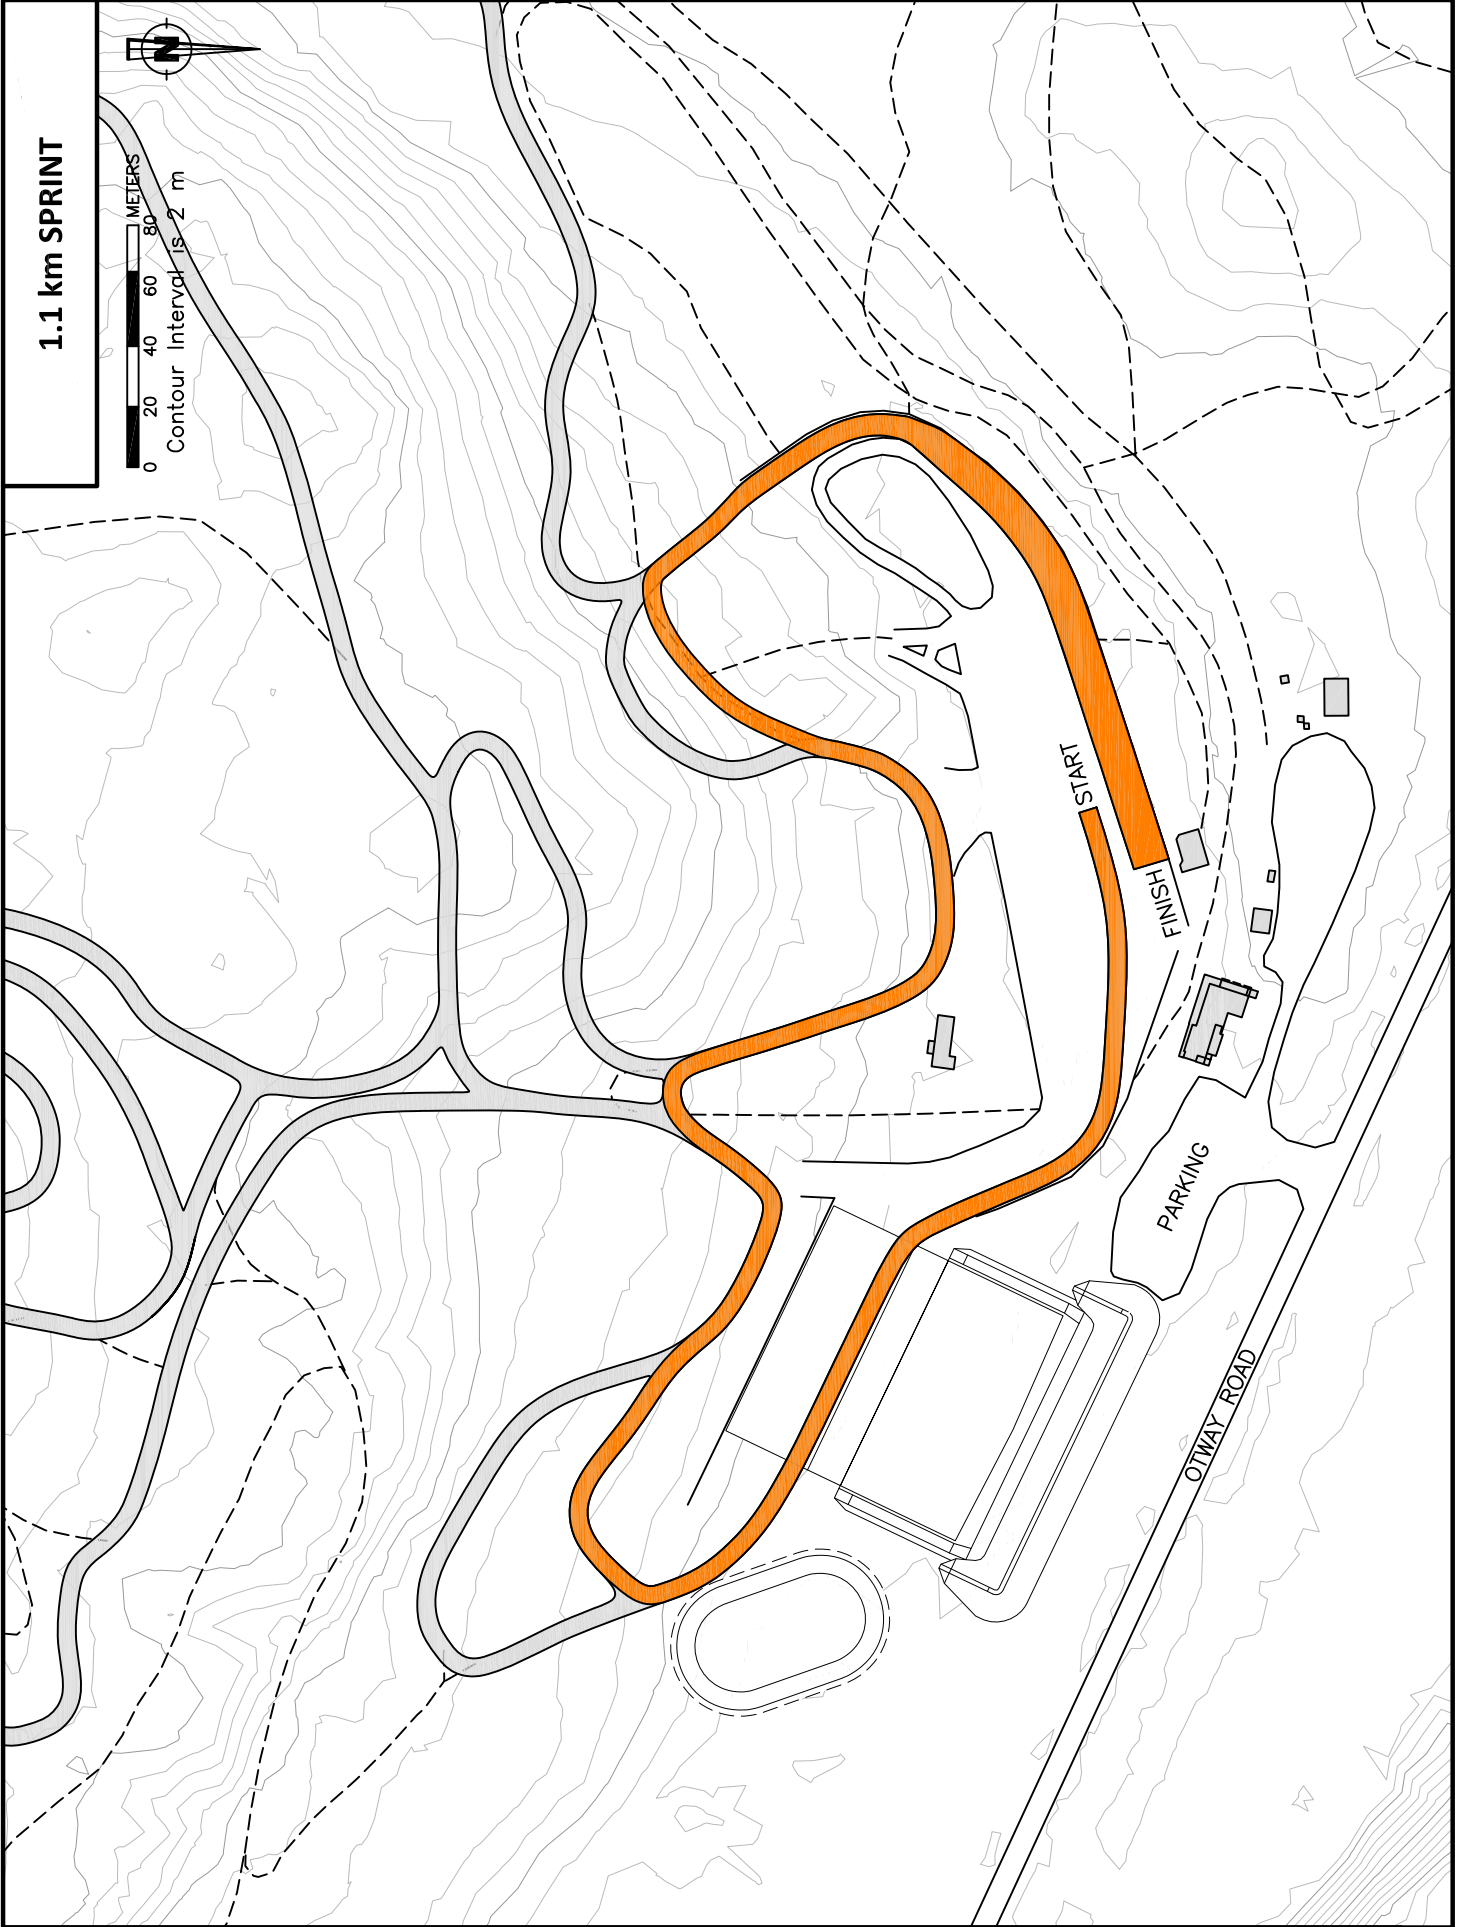 1.1 km SPRINT
N
0 20 40 60 80 METERS
Contour Interval is 2 m
START
FINISH
PARKING
OTWAY ROAD